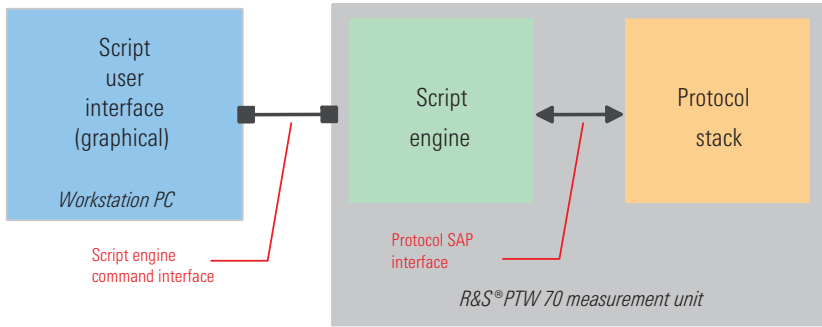 Script
user
interface
(graphical)
Workstation PC
Script
engine
Protocol
stack
Script engine
command interface
Protocol SAP
interface
R&S®PTW 70 measurement unit